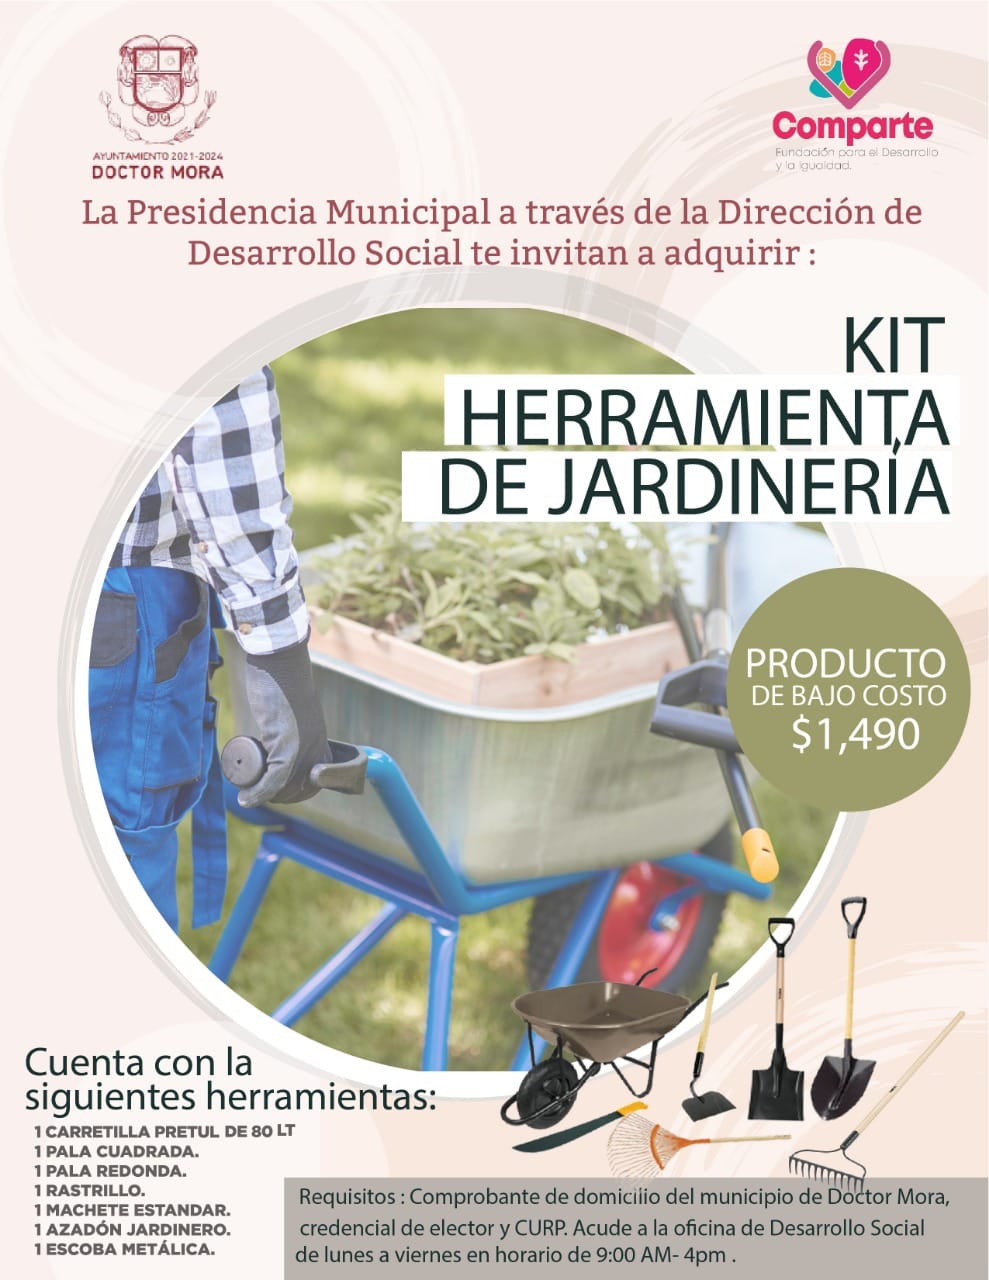 AYUNTAMIENTO 2021-2024
DOCTOR MORA
Comparte
Fundación para el Desarrollo
y la Igualdad.
La Presidencia Municipal a través de la Dirección de
Desarrollo Social te invitan a adquirir :
KIT
HERRAMIENTA
DE JARDINERÍA
PRODUCTO
DE BAJO COSTO
$1,490
Cuenta con la
siguientes herramientas:
1 CARRETILLA PRETUL DE 80 LT
1 PALA CUADRADA.
1 PALA REDONDA.
1 RASTRILLO.
1 MACHETE ESTANDAR.
1 AZADÓN JARDINERO.
1 ESCOBA METÁLICA.
Requisitos : Comprobante de domicilio del municipio de Doctor Mora,
credencial de elector y CURP. Acude a la oficina de Desarrollo Social
de lunes a viernes en horario de 9:00 AM- 4pm .